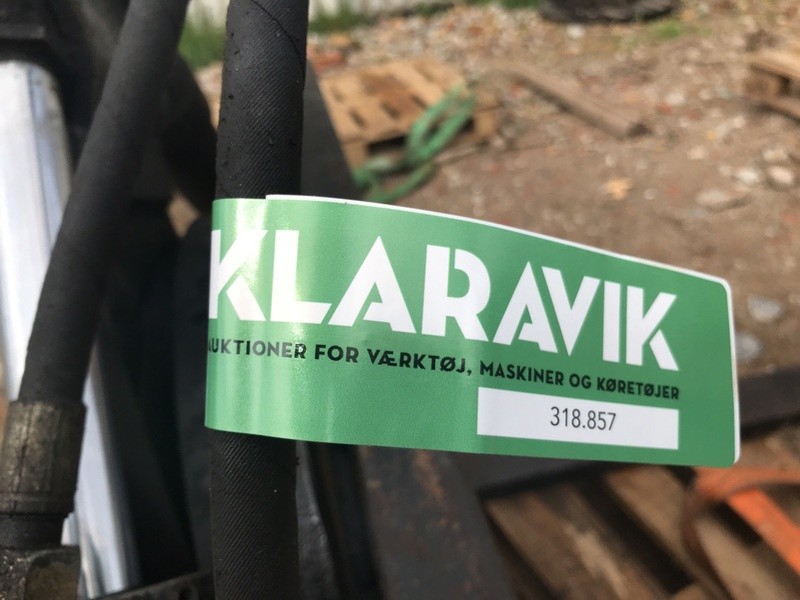 KLARAVIK
AUKTIONER FOR VÆRKTØJ, MASKINER OG KØRETØJER
318.857